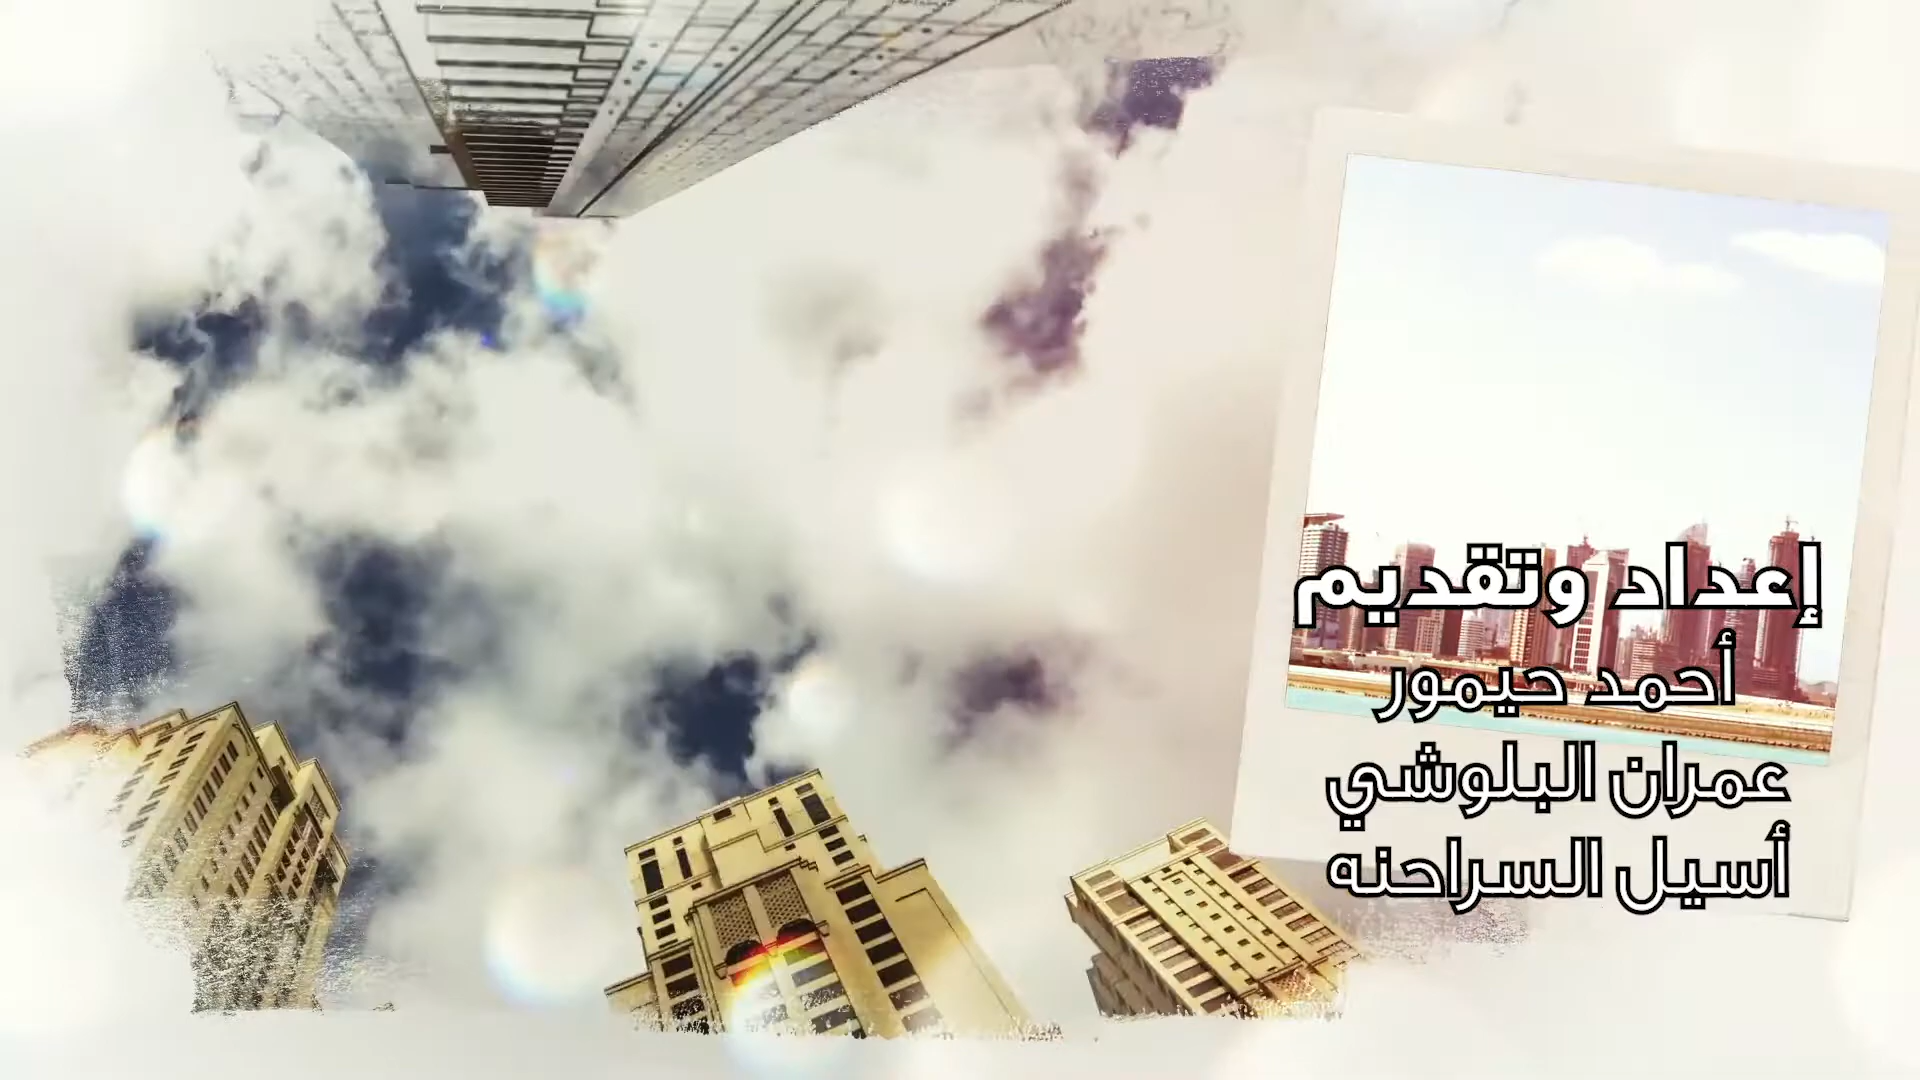 إعداد وتقديم
أحمد حيمور
عمران البلوشي
أسيل السراحنه